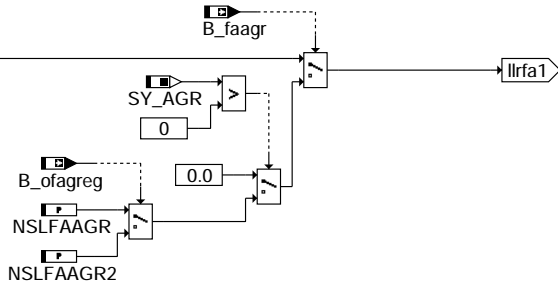 B_faagr
llrfa1
SY_AGR
>
0
0.0
B_ofagreg
P
NSLFAAGR
P
NSLFAAGR2